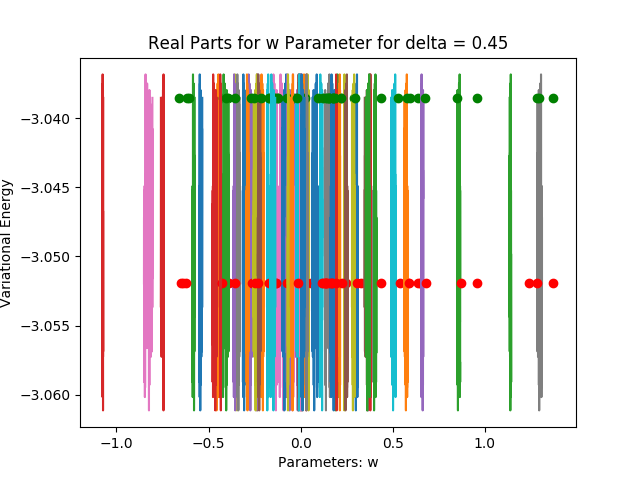 Real Parts for w Parameter for delta = 0.45
Variational Energy
−3.040
−3.045
−3.050
−3.055
−3.060
−1.0 −0.5 0.0 0.5 1.0
Parameters: w